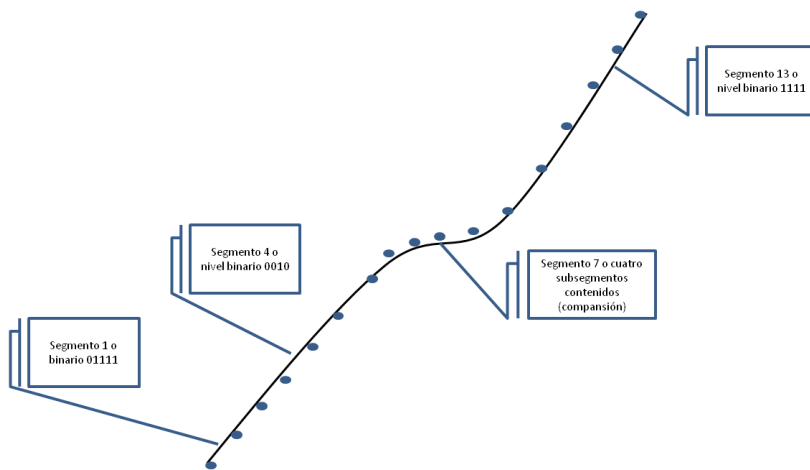 Segmento 13 o
nivel binario 1111
Segmento 4 o
nivel binario 0010
Segmento 7 o cuatro
subsegmentos
contenidos
(compansión)
Segmento 1 o
binario 01111